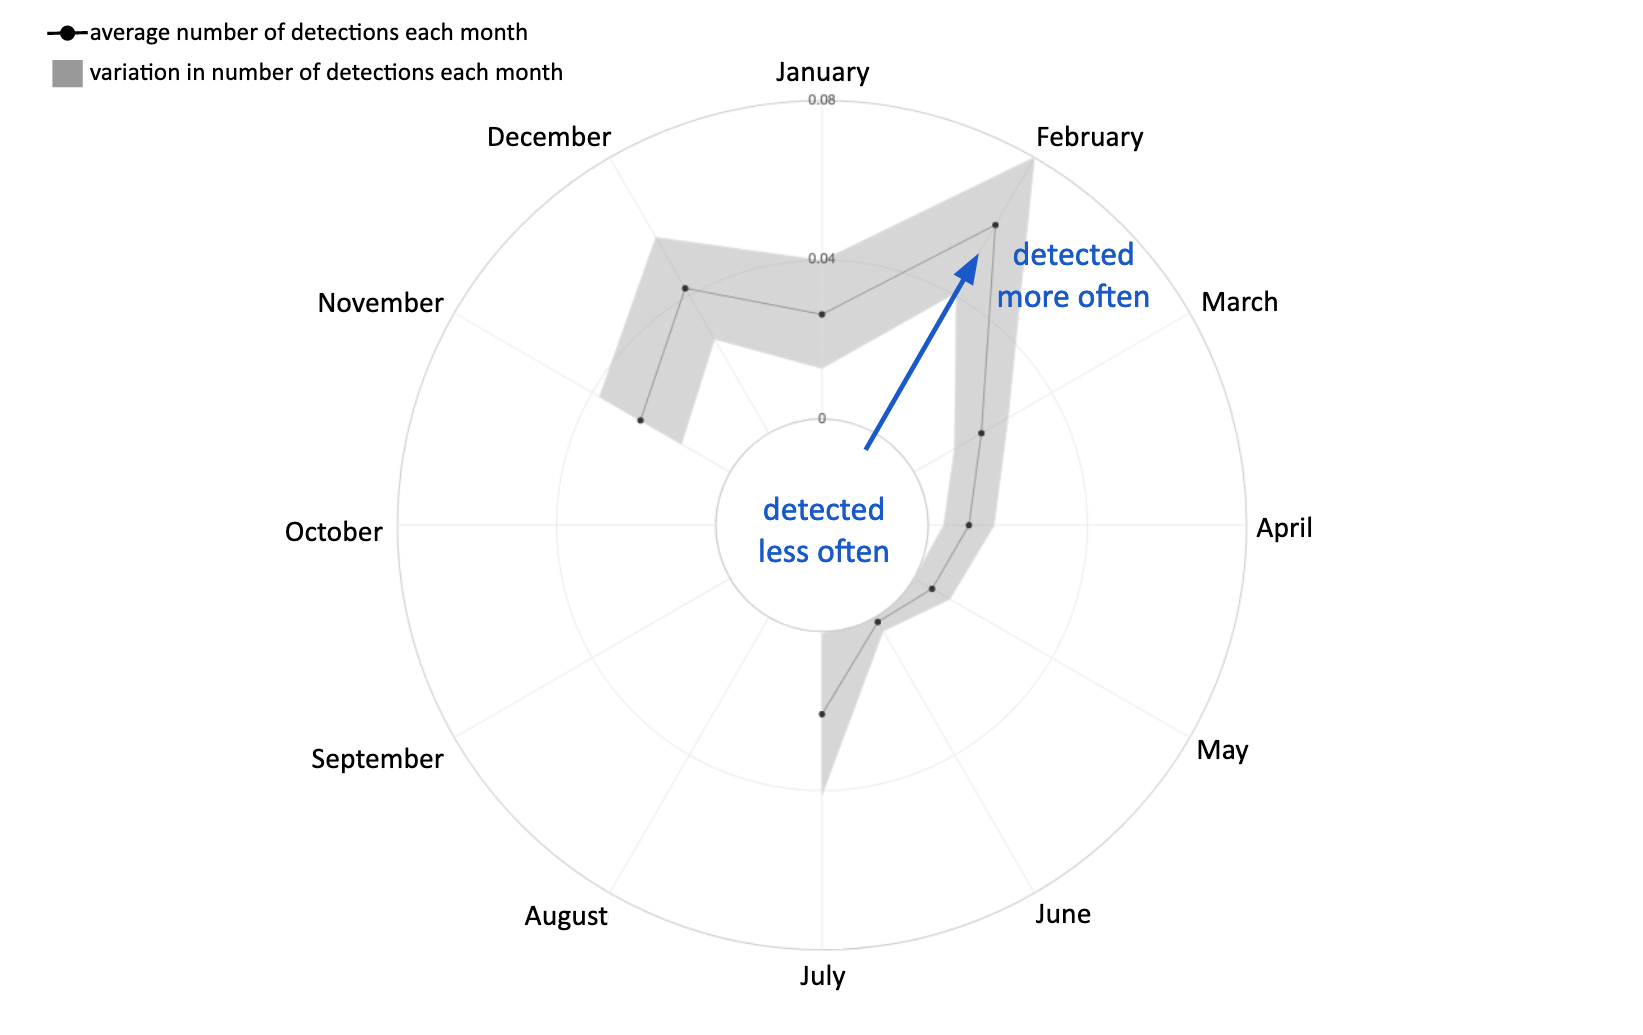 average number of detections each month
variation in number of detections each month
January
0.08
December
February
detected
more often
0.04
November
March
0
detected
less often
October
April
September
May
August
June
July